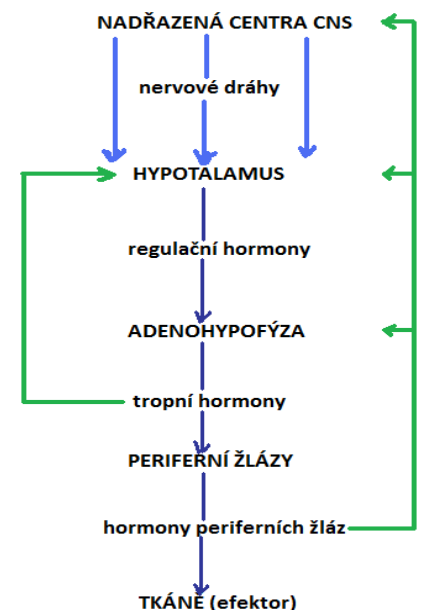 NADŘAZENÁ CENTRA CNS
nervové dráhy
HYPOTALAMUS
regulační hormony
ADENOHYPOFÝZA
tropní hormony
PERIFERNÍ ŽLÁZY
hormony periferních žláz
TKÁNĚ (efektor)